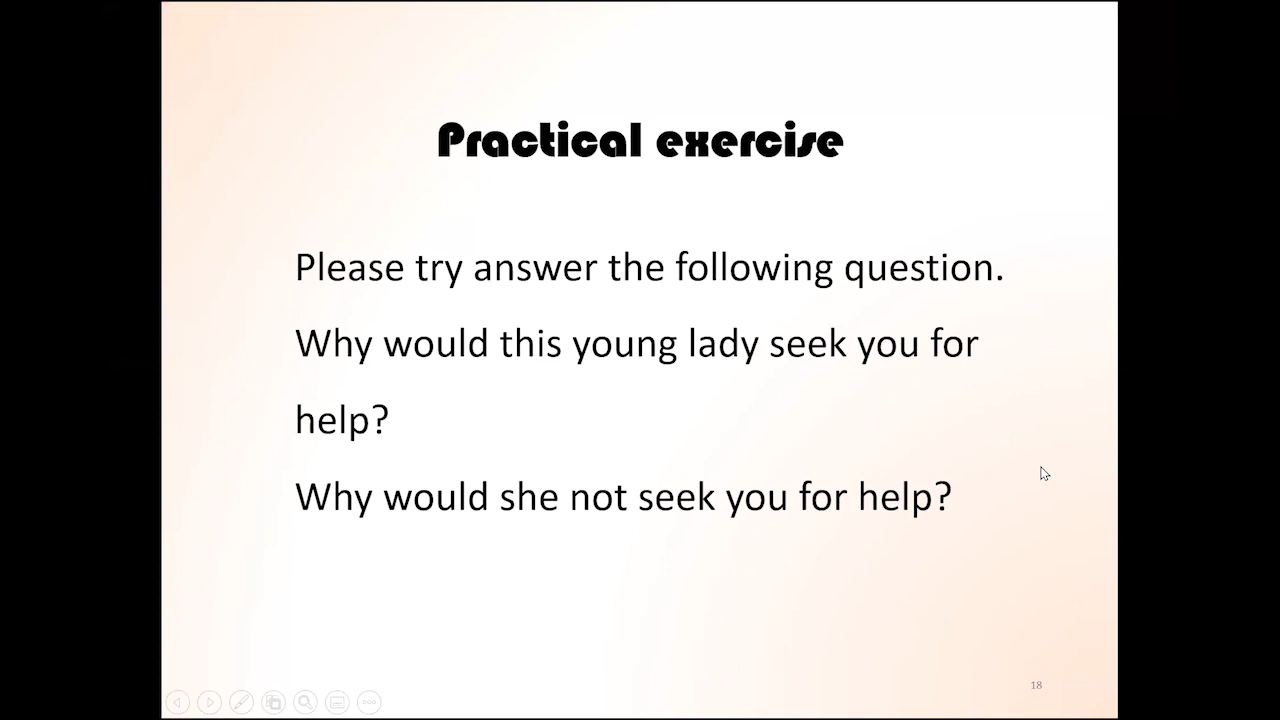 Practical exercise
Please try answer the following question.
Why would this young lady seek you for
help?
Why would she not seek you for help?
18